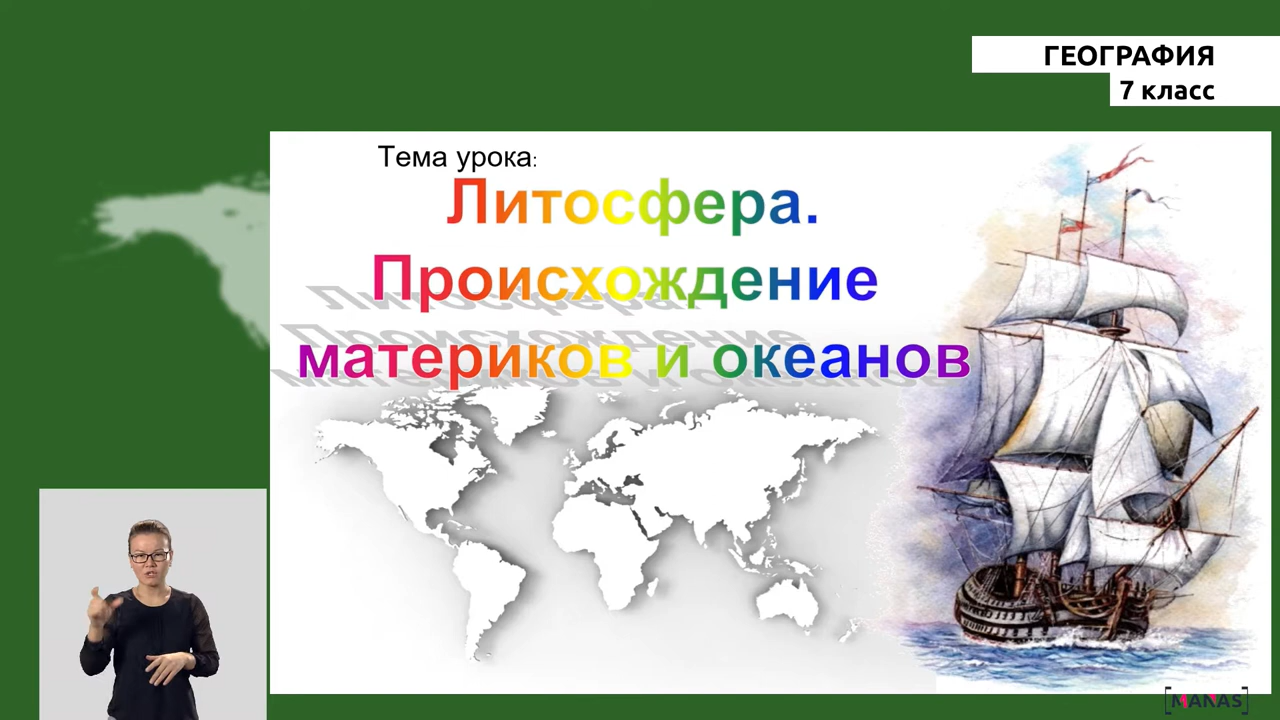 ГЕОГРАФИЯ
7 класс
Тема урока:
Литосфера.
Происхождение
материков и океанов
[MANAS]